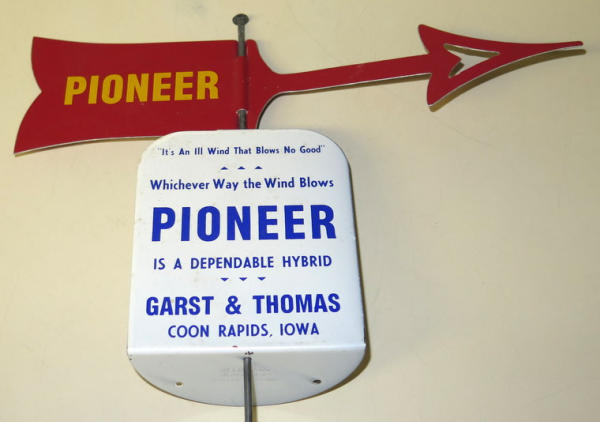 PIONEER
"It's An Ill Wind That Blows No Good"
Whichever Way the Wind Blows
PIONEER
IS A DEPENDABLE HYBRID
GARST & THOMAS
COON RAPIDS, IOWA